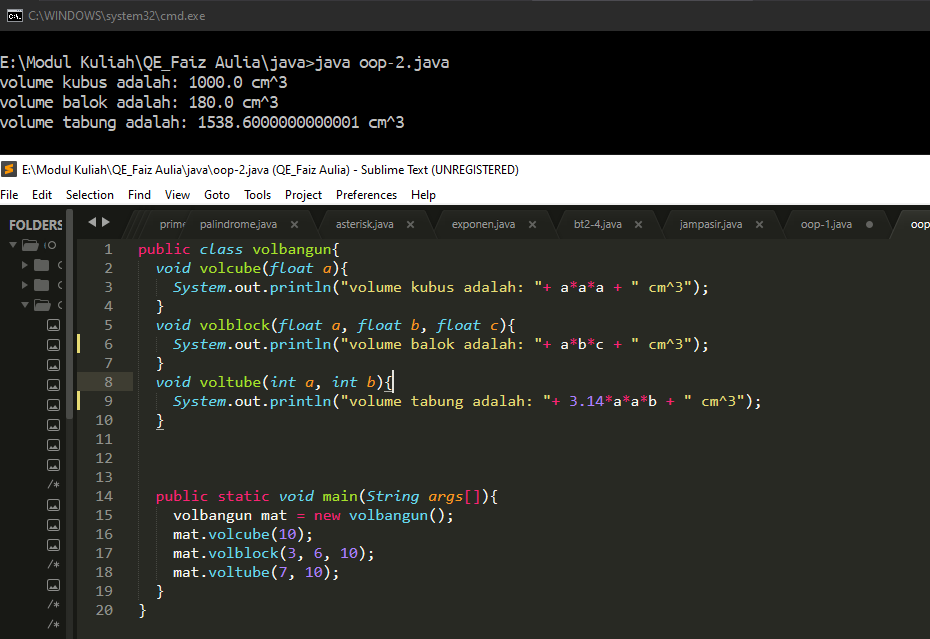 C:\WINDOWS\system32\cmd.exe
E:\Modul Kuliah\QE_Faiz Aulia\java>java oop-2.java
volume kubus adalah: 1000.0 cm^3
volume balok adalah: 180.0 cm^3
volume tabung adalah: 1538.6000000000001 cm^3
E:\Modul Kuliah\QE_Faiz Aulia\java\oop-2.java (QE_Faiz Aulia) - Sublime Text (UNREGISTERED)
File Edit Selection Find View Goto Tools Project Preferences Help
FOLDERS prime palindrome.java × asterisk.java × exponen.java × bt2-4.java × jampasir.java × oop-1.java oop
1 public class volbangun{
2 void volcube(float a){
3 System.out.println("volume kubus adalah: "+ a*a*a + " cm^3");
4 }
5 void volblock(float a, float b, float c){
6 System.out.println("volume balok adalah: "+ a*b*c + " cm^3");
7 }
8 void voltube(int a, int b){
9 System.out.println("volume tabung adalah: "+ 3.14*a*a*b + " cm^3");
10 }
11
12
13
14 public static void main(String args[]){
15 volbangun mat = new volbangun();
16 mat.volcube(10);
17 mat.volblock(3, 6, 10);
18 mat.voltube(7, 10);
19 }
20 }
/*
/*
/*
/*